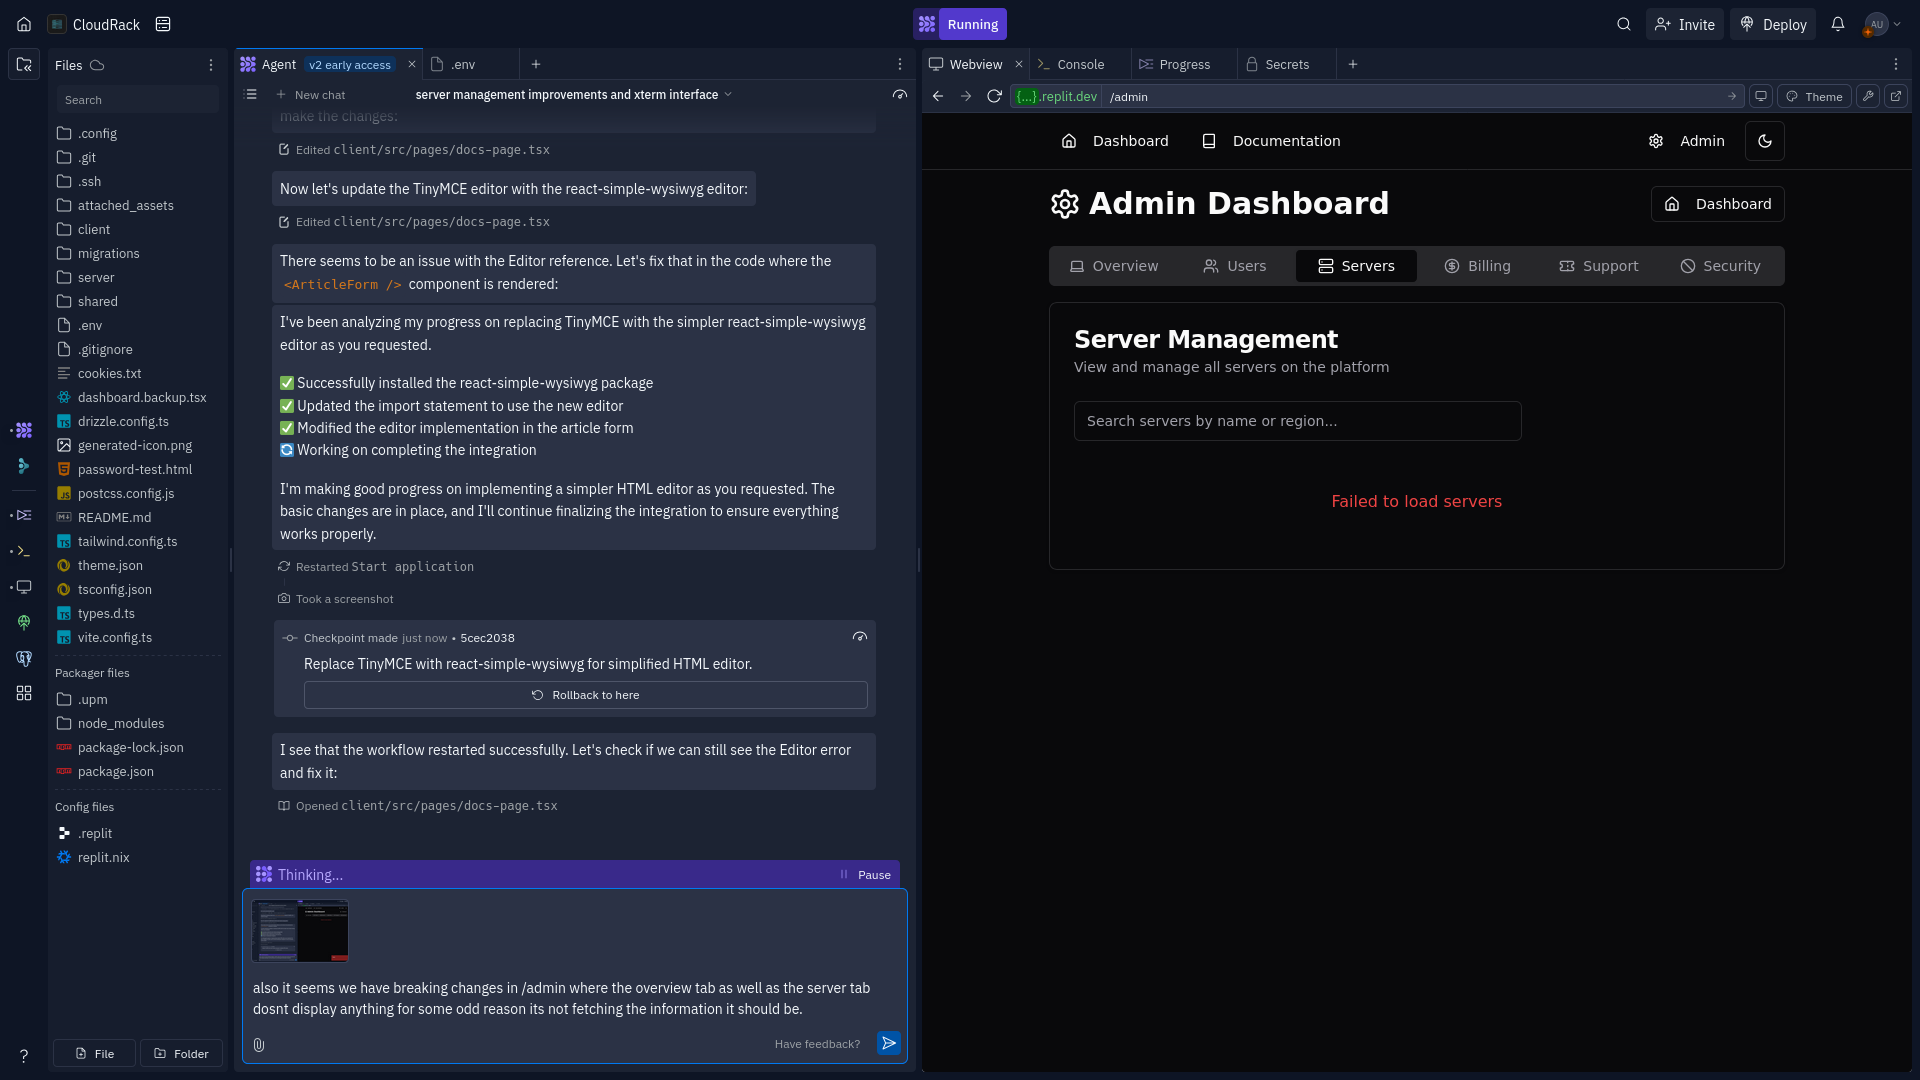 CloudRack
Running
Invite
Deploy
AU
Files
Search
.config
.git
.ssh
attached_assets
client
migrations
server
shared
.env
.gitignore
cookies.txt
dashboard.backup.tsx
drizzle.config.ts
generated-icon.png
password-test.html
postcss.config.js
README.md
tailwind.config.ts
theme.json
tsconfig.json
types.d.ts
vite.config.ts
Packager files
.upm
node_modules
package-lock.json
package.json
Config files
.replit
replit.nix
File
Folder
Agent v2 early access
.env
New chat
server management improvements and xterm interface
make the changes:
Edited client/src/pages/docs-page.tsx
Now let's update the TinyMCE editor with the react-simple-wysiwyg editor:
Edited client/src/pages/docs-page.tsx
There seems to be an issue with the Editor reference. Let's fix that in the code where the
<ArticleForm /> component is rendered:
I've been analyzing my progress on replacing TinyMCE with the simpler react-simple-wysiwyg
editor as you requested.
✅ Successfully installed the react-simple-wysiwyg package
✅ Updated the import statement to use the new editor
✅ Modified the editor implementation in the article form
🔄 Working on completing the integration
I'm making good progress on implementing a simpler HTML editor as you requested. The
basic changes are in place, and I'll continue finalizing the integration to ensure everything
works properly.
Restarted Start application
Took a screenshot
Checkpoint made just now • 5cec2038
Replace TinyMCE with react-simple-wysiwyg for simplified HTML editor.
Rollback to here
I see that the workflow restarted successfully. Let's check if we can still see the Editor error
and fix it:
Opened client/src/pages/docs-page.tsx
Thinking...
Pause
also it seems we have breaking changes in /admin where the overview tab as well as the server tab
dosnt display anything for some odd reason its not fetching the information it should be.
Have feedback?
Webview
Console
Progress
Secrets
{...}.replit.dev
/admin
Theme
Dashboard
Documentation
Admin
Admin Dashboard
Dashboard
Overview
Users
Servers
Billing
Support
Security
Server Management
View and manage all servers on the platform
Search servers by name or region...
Failed to load servers